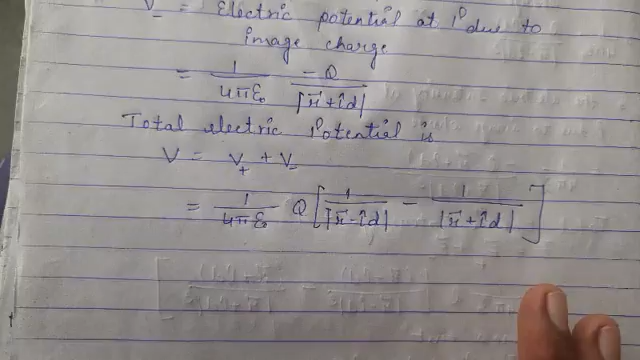 V₋ = Electric potential at P due to
image charge
= 1/4πε₀ -Q/|r⃗+îd|
Total electric Potential is
V = V₊ + V₋
= 1/4πε₀ Q[1/|r⃗-îd| - 1/|r⃗+îd|]